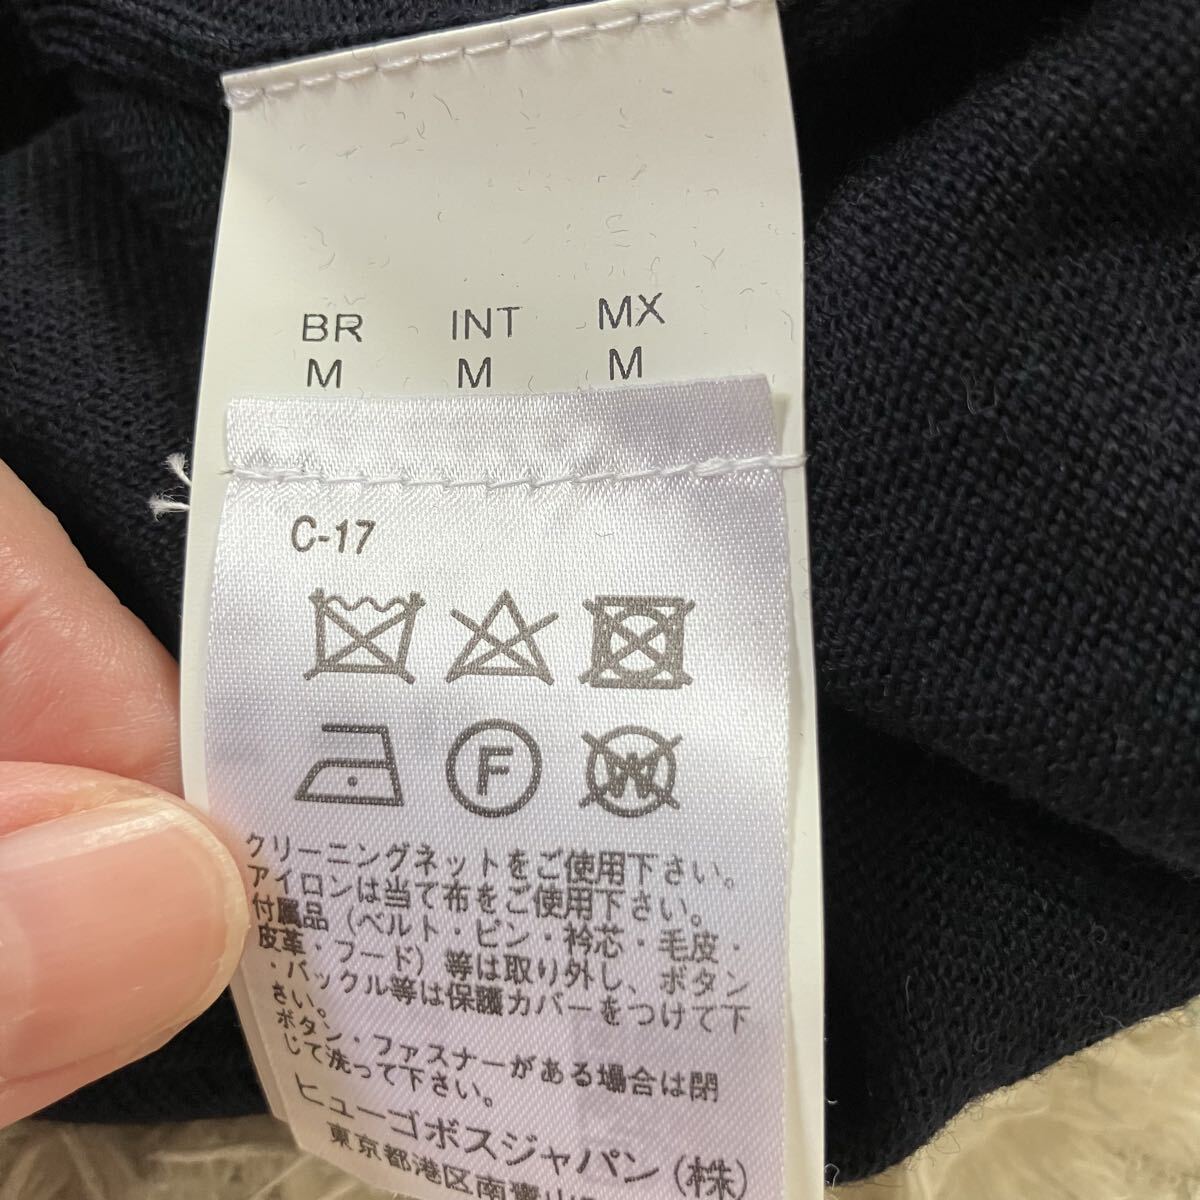 BR INT MX
M M M
C-17
F
W
クリーニングネットをご使用下さい。
アイロンは当て布をご使用下さい。
付属品（ベルト・ピン・衿芯・毛皮・
皮革・フード）等は取り外し、ボタン
・バックル等は保護カバーをつけて下
さい。
ボタン・ファスナーがある場合は閉
じて洗って下さい。
ヒューゴボスジャパン（株）
東京都港区南青山